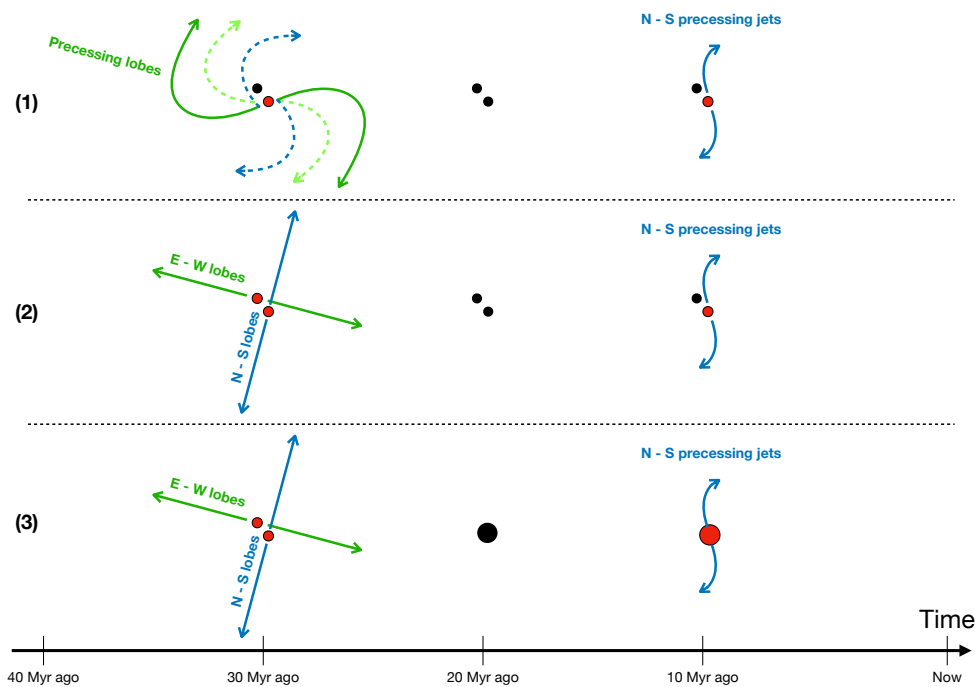 N - S precessing jets
Precessing lobes
(1)
N - S precessing jets
E - W lobes
(2)
N - S lobes
N - S precessing jets
E - W lobes
(3)
N - S lobes
Time
40 Myr ago
30 Myr ago
20 Myr ago
10 Myr ago
Now